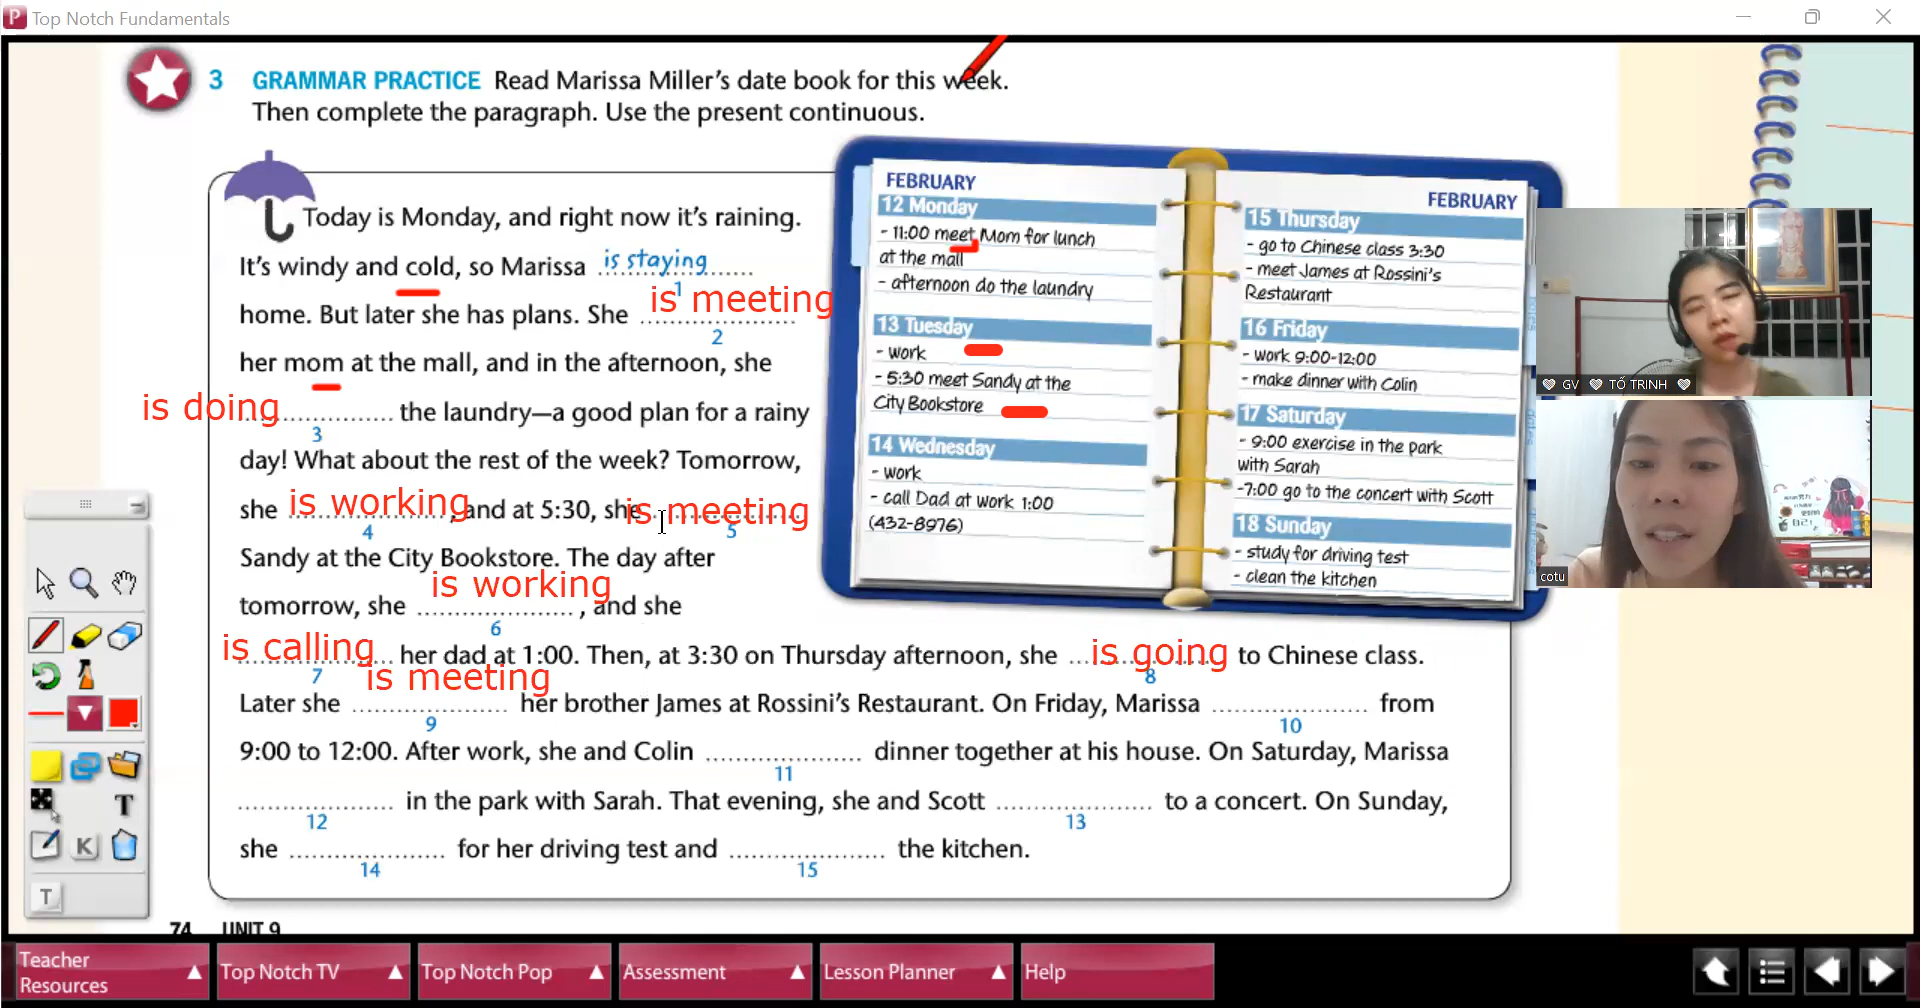 Top Notch Fundamentals
3 GRAMMAR PRACTICE Read Marissa Miller's date book for this week.
Then complete the paragraph. Use the present continuous.
Today is Monday, and right now it's raining.
It's windy and cold, so Marissa is staying
1
home. But later she has plans. She is meeting
2
her mom at the mall, and in the afternoon, she
is doing the laundry—a good plan for a rainy
3
day! What about the rest of the week? Tomorrow,
she is working, and at 5:30, she is meeting
4 5
Sandy at the City Bookstore. The day after
tomorrow, she is working, and she
6
is calling her dad at 1:00. Then, at 3:30 on Thursday afternoon, she is going to Chinese class.
7 8
Later she is meeting her brother James at Rossini's Restaurant. On Friday, Marissa .................... from
9 10
9:00 to 12:00. After work, she and Colin .................... dinner together at his house. On Saturday, Marissa
11
.................... in the park with Sarah. That evening, she and Scott .................... to a concert. On Sunday,
12 13
she .................... for her driving test and .................... the kitchen.
14 15
FEBRUARY
12 Monday
- 11:00 meet Mom for lunch
at the mall
- afternoon do the laundry
13 Tuesday
- work
- 5:30 meet Sandy at the
City Bookstore
14 Wednesday
- work
- call Dad at work 1:00
(432-8976)
FEBRUARY
15 Thursday
- go to Chinese class 3:30
- meet James at Rossini's
Restaurant
16 Friday
- work 9:00-12:00
- make dinner with Colin
17 Saturday
- 9:00 exercise in the park
with Sarah
-7:00 go to the concert with Scott
18 Sunday
- study for driving test
- clean the kitchen
GV TỐ TRINH
cotu
T
K
T
74 UNIT 9
Teacher
Resources
Top Notch TV
Top Notch Pop
Assessment
Lesson Planner
Help